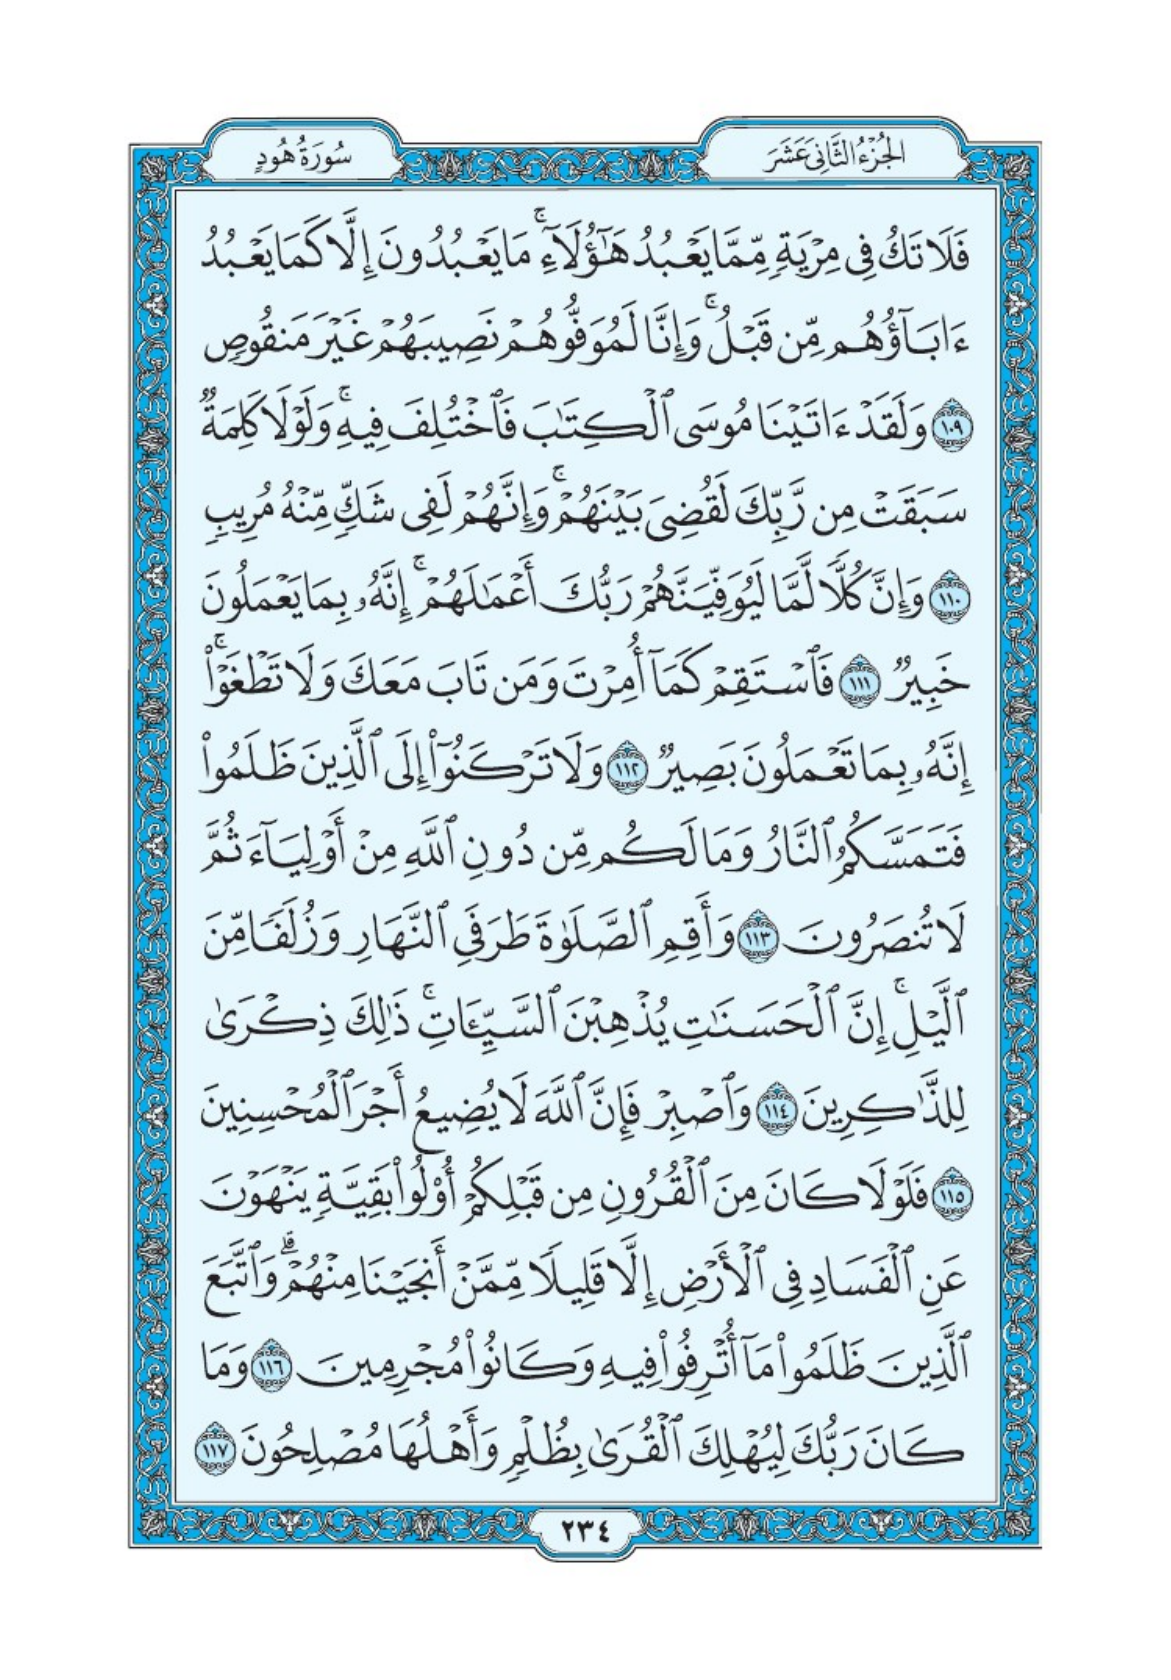 الجُزْءُ الثَّانِي عَشَرَ
سُورَةُ هُودٍ
فَلَا تَكُ فِي مِرْيَةٍ مِّمَّا يَعْبُدُ هَٰٓؤُلَآءِۚ مَا يَعْبُدُونَ إِلَّا كَمَا يَعْبُدُ
ءَابَآؤُهُم مِّن قَبْلُۚ وَإِنَّا لَمُوَفُّوهُمْ نَصِيبَهُمْ غَيْرَ مَنقُوصٍ
١٠٩ وَلَقَدْ ءَاتَيْنَا مُوسَى ٱلْكِتَٰبَ فَٱخْتُلِفَ فِيهِۚ وَلَوْلَا كَلِمَةٌ
سَبَقَتْ مِن رَّبِّكَ لَقُضِيَ بَيْنَهُمْۚ وَإِنَّهُمْ لَفِي شَكٍّ مِّنْهُ مُرِيبٍ
١١٠ وَإِنَّ كُلًّا لَّمَّا لَيُوَفِّيَنَّهُمْ رَبُّكَ أَعْمَٰلَهُمْۚ إِنَّهُۥ بِمَا يَعْمَلُونَ
خَبِيرٌ ١١١ فَٱسْتَقِمْ كَمَآ أُمِرْتَ وَمَن تَابَ مَعَكَ وَلَا تَطْغَوْا۟ۚ
إِنَّهُۥ بِمَا تَعْمَلُونَ بَصِيرٌ ١١٢ وَلَا تَرْكَنُوٓا۟ إِلَى ٱلَّذِينَ ظَلَمُوا۟
فَتَمَسَّكُمُ ٱلنَّارُ وَمَا لَكُم مِّن دُونِ ٱللَّهِ مِنْ أَوْلِيَآءَ ثُمَّ
لَا تُنصَرُونَ ١١٣ وَأَقِمِ ٱلصَّلَوٰةَ طَرَفَيِ ٱلنَّهَارِ وَزُلَفًا مِّنَ
ٱلَّيْلِۚ إِنَّ ٱلْحَسَنَٰتِ يُذْهِبْنَ ٱلسَّيِّـَٔاتِۚ ذَٰلِكَ ذِكْرَىٰ
لِلذَّٰكِرِينَ ١١٤ وَٱصْبِرْ فَإِنَّ ٱللَّهَ لَا يُضِيعُ أَجْرَ ٱلْمُحْسِنِينَ
١١٥ فَلَوْلَا كَانَ مِنَ ٱلْقُرُونِ مِن قَبْلِكُمْ أُو۟لُوا۟ بَقِيَّةٍ يَنْهَوْنَ
عَنِ ٱلْفَسَادِ فِي ٱلْأَرْضِ إِلَّا قَلِيلًا مِّمَّنْ أَنجَيْنَا مِنْهُمْۗ وَٱتَّبَعَ
ٱلَّذِينَ ظَلَمُوا۟ مَآ أُتْرِفُوا۟ فِيهِ وَكَانُوا۟ مُجْرِمِينَ ١١٦ وَمَا
كَانَ رَبُّكَ لِيُهْلِكَ ٱلْقُرَىٰ بِظُلْمٍ وَأَهْلُهَا مُصْلِحُونَ ١١٧
٢٣٤